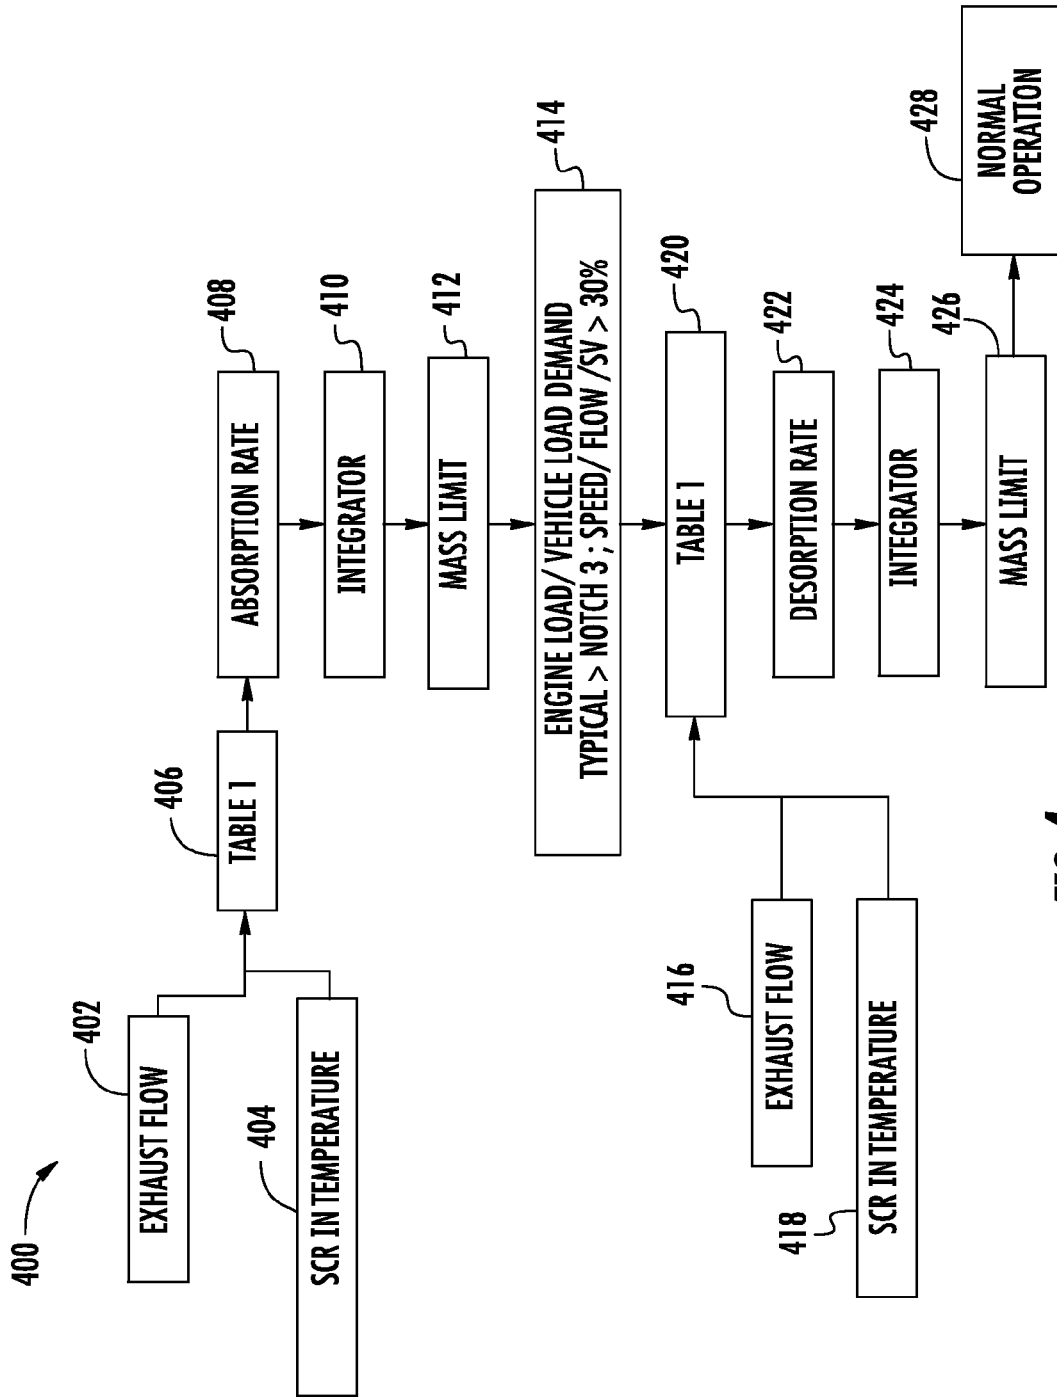 400
402
EXHAUST FLOW
404
SCR IN TEMPERATURE
406
TABLE 1
408
ABSORPTION RATE
410
INTEGRATOR
412
MASS LIMIT
414
ENGINE LOAD/ VEHICLE LOAD DEMAND
TYPICAL > NOTCH 3 ; SPEED/ FLOW /SV > 30%
416
EXHAUST FLOW
418
SCR IN TEMPERATURE
420
TABLE 1
422
DESORPTION RATE
424
INTEGRATOR
426
MASS LIMIT
428
NORMAL
OPERATION